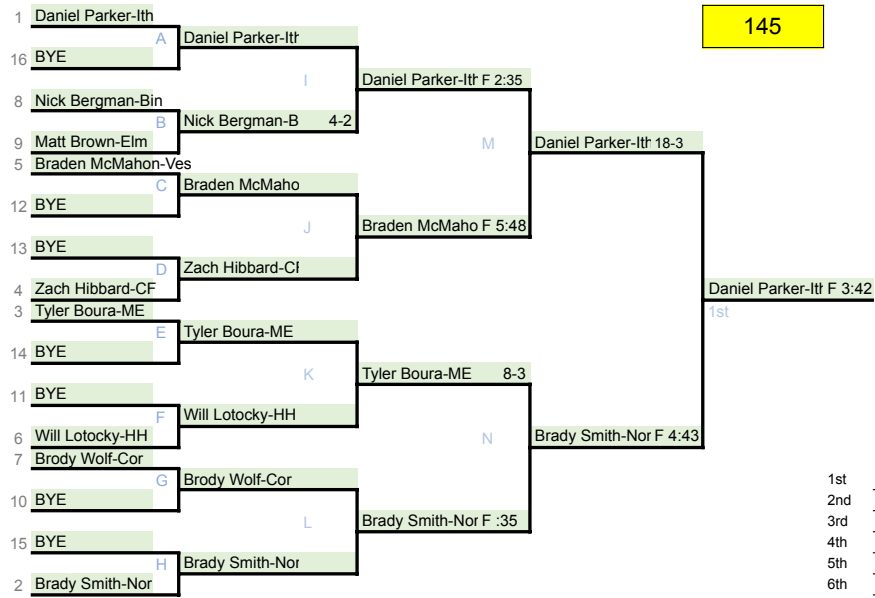 1 Daniel Parker-Ith
A Daniel Parker-Ith
145
16 BYE
I Daniel Parker-Ith F 2:35
8 Nick Bergman-Bin
B Nick Bergman-B 4-2
9 Matt Brown-Elm
M Daniel Parker-Ith 18-3
5 Braden McMahon-Ves
C Braden McMaho
12 BYE
J Braden McMaho F 5:48
13 BYE
D Zach Hibbard-CF
4 Zach Hibbard-CF
Daniel Parker-Ith F 3:42
1st
3 Tyler Boura-ME
E Tyler Boura-ME
14 BYE
K Tyler Boura-ME 8-3
11 BYE
F Will Lotocky-HH
6 Will Lotocky-HH
N Brady Smith-Nor F 4:43
7 Brody Wolf-Cor
G Brody Wolf-Cor
10 BYE
L Brady Smith-Nor F :35
15 BYE
H Brady Smith-Nor
2 Brady Smith-Nor
1st
2nd
3rd
4th
5th
6th